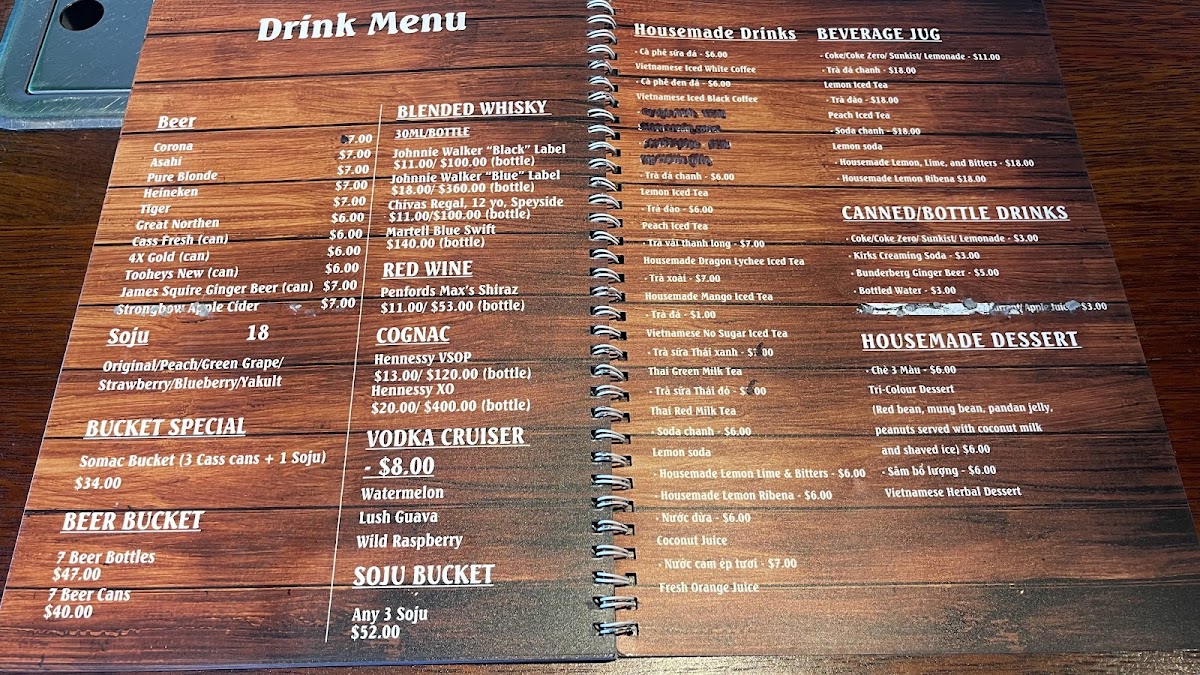 Drink Menu
Beer
Corona $7.00
Asahi $7.00
Pure Blonde $7.00
Heineken $7.00
Tiger $7.00
Great Northen $6.00
Cass Fresh (can) $6.00
4X Gold (can) $6.00
Tooheys New (can) $6.00
James Squire Ginger Beer (can) $7.00
Strongbow Apple Cider $7.00
Soju 18
Original/Peach/Green Grape/
Strawberry/Blueberry/Yakult
BUCKET SPECIAL
Somac Bucket (3 Cass cans + 1 Soju)
$34.00
BEER BUCKET
7 Beer Bottles
$47.00
7 Beer Cans
$40.00
BLENDED WHISKY
30ML/BOTTLE
Johnnie Walker “Black” Label
$11.00/ $100.00 (bottle)
Johnnie Walker “Blue” Label
$18.00/ $360.00 (bottle)
Chivas Regal, 12 yo, Speyside
$11.00/$100.00 (bottle)
Martell Blue Swift
$140.00 (bottle)
RED WINE
Penfords Max’s Shiraz
$11.00/ $53.00 (bottle)
COGNAC
Hennessy VSOP
$13.00/ $120.00 (bottle)
Hennessy XO
$20.00/ $400.00 (bottle)
VODKA CRUISER
- $8.00
Watermelon
Lush Guava
Wild Raspberry
SOJU BUCKET
Any 3 Soju
$52.00
Housemade Drinks
· Cà phê sữa đá - $6.00
Vietnamese Iced White Coffee
· Cà phê đen đá - $6.00
Vietnamese Iced Black Coffee
· Trà đá chanh - $6.00
Lemon Iced Tea
· Trà đào - $6.00
Peach Iced Tea
· Trà vải thanh long - $7.00
Housemade Dragon Lychee Iced Tea
· Trà xoài - $7.00
Housemade Mango Iced Tea
· Trà đá - $1.00
Vietnamese No Sugar Iced Tea
· Trà sữa Thái xanh -
Thai Green Milk Tea
· Trà sữa Thái đỏ -
Thai Red Milk Tea
· Soda chanh - $6.00
Lemon soda
· Housemade Lemon Lime & Bitters - $6.00
· Housemade Lemon Ribena - $6.00
· Nước dừa - $6.00
Coconut Juice
· Nước cam ép tươi - $7.00
Fresh Orange Juice
BEVERAGE JUG
· Coke/Coke Zero/ Sunkist/ Lemonade - $11.00
· Trà đá chanh - $18.00
Lemon Iced Tea
· Trà đào - $18.00
Peach Iced Tea
· Soda chanh - $18.00
Lemon soda
· Housemade Lemon, Lime, and Bitters - $18.00
· Housemade Lemon Ribena $18.00
CANNED/BOTTLE DRINKS
· Coke/Coke Zero/ Sunkist/ Lemonade - $3.00
· Kirks Creaming Soda - $3.00
· Bunderberg Ginger Beer - $5.00
· Bottled Water - $3.00
Apple Juice $3.00
HOUSEMADE DESSERT
· Chè 3 Màu - $6.00
Tri-Colour Dessert
(Red bean, mung bean, pandan jelly,
peanuts served with coconut milk
and shaved ice) $6.00
· Sâm bổ lượng - $6.00
Vietnamese Herbal Dessert